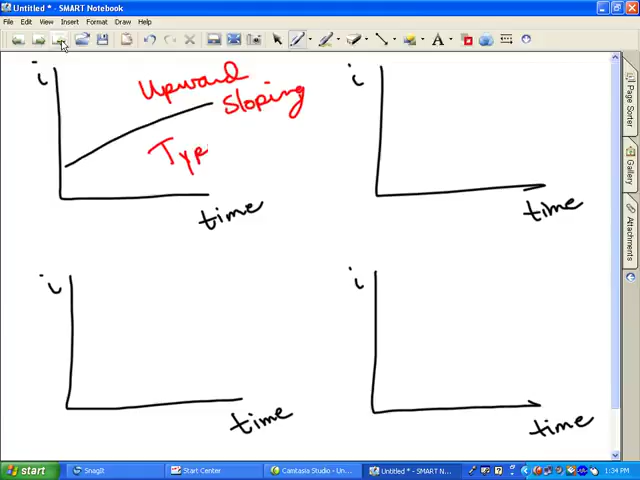 Untitled * - SMART Notebook
File Edit View Insert Format Draw Help
i
Upward
Sloping
Typ
time
i
time
i
time
i
time
Page Sorter
Gallery
Attachments
start
SnagIt
Start Center
Camtasia Studio - Un...
Untitled * - SMART N...
1:34 PM